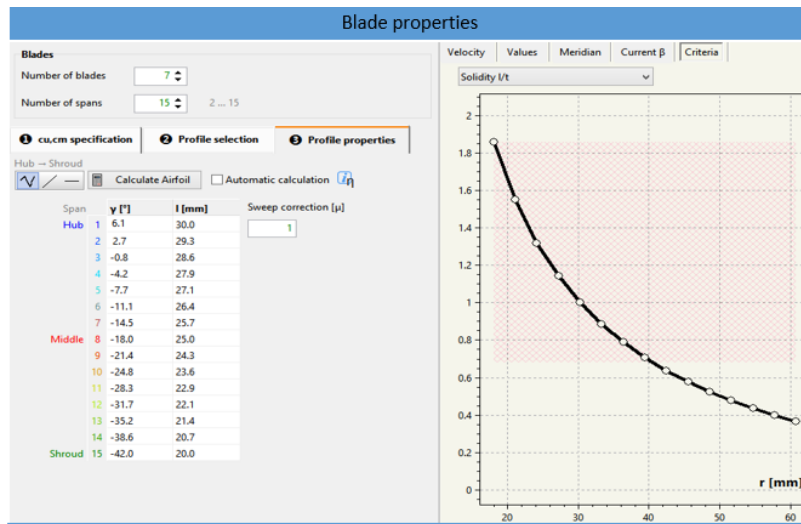 Blade properties
Blades
Number of blades 7
Number of spans 15 2 ... 15
1 cu,cm specification 2 Profile selection 3 Profile properties
Hub → Shroud
Calculate Airfoil Automatic calculation
Span γ [°] l [mm] Sweep correction [μ]
Hub 1 6.1 30.0 1
2 2.7 29.3
3 -0.8 28.6
4 -4.2 27.9
5 -7.7 27.1
6 -11.1 26.4
7 -14.5 25.7
Middle 8 -18.0 25.0
9 -21.4 24.3
10 -24.8 23.6
11 -28.3 22.9
12 -31.7 22.1
13 -35.2 21.4
14 -38.6 20.7
Shroud 15 -42.0 20.0
Velocity Values Meridian Current β Criteria
Solidity l/t
2
1.8
1.6
1.4
1.2
1
0.8
0.6
0.4
0.2
0
r [mm]
20 30 40 50 60